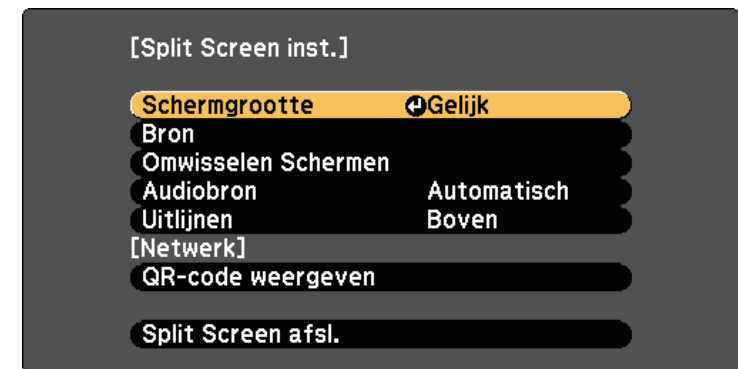 [Split Screen inst.]
Schermgrootte Gelijk
Bron
Omwisselen Schermen
Audiobron Automatisch
Uitlijnen Boven
[Netwerk]
QR-code weergeven
Split Screen afsl.